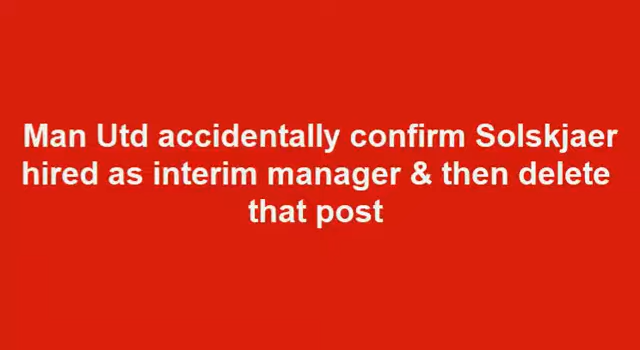 Man Utd accidentally confirm Solskjaer
hired as interim manager & then delete
that post